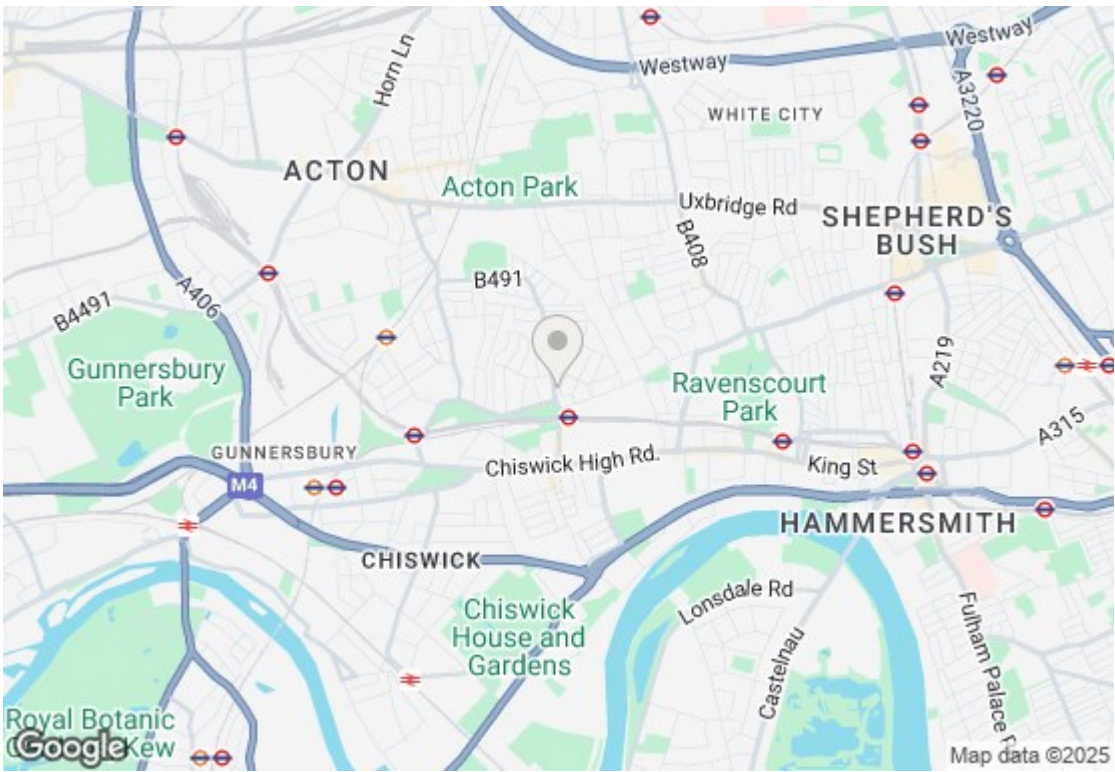 Westway
Westway
Horn Ln
A3220
WHITE CITY
ACTON
Acton Park
Uxbridge Rd
SHEPHERD'S
BUSH
B408
B491
A406
B4491
Gunnersbury
Park
A219
Ravenscourt
Park
A315
GUNNERSBURY
Chiswick High Rd.
King St
M4
HAMMERSMITH
CHISWICK
Lonsdale Rd
Chiswick
House and
Gardens
Castelnau
Fulham Palace R
Royal Botanic
Kew
Google
Map data ©2025